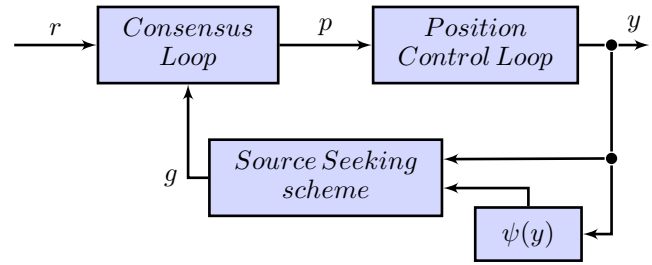 r
Consensus
Loop
p
Position
Control Loop
y
g
Source Seeking
scheme
ψ(y)